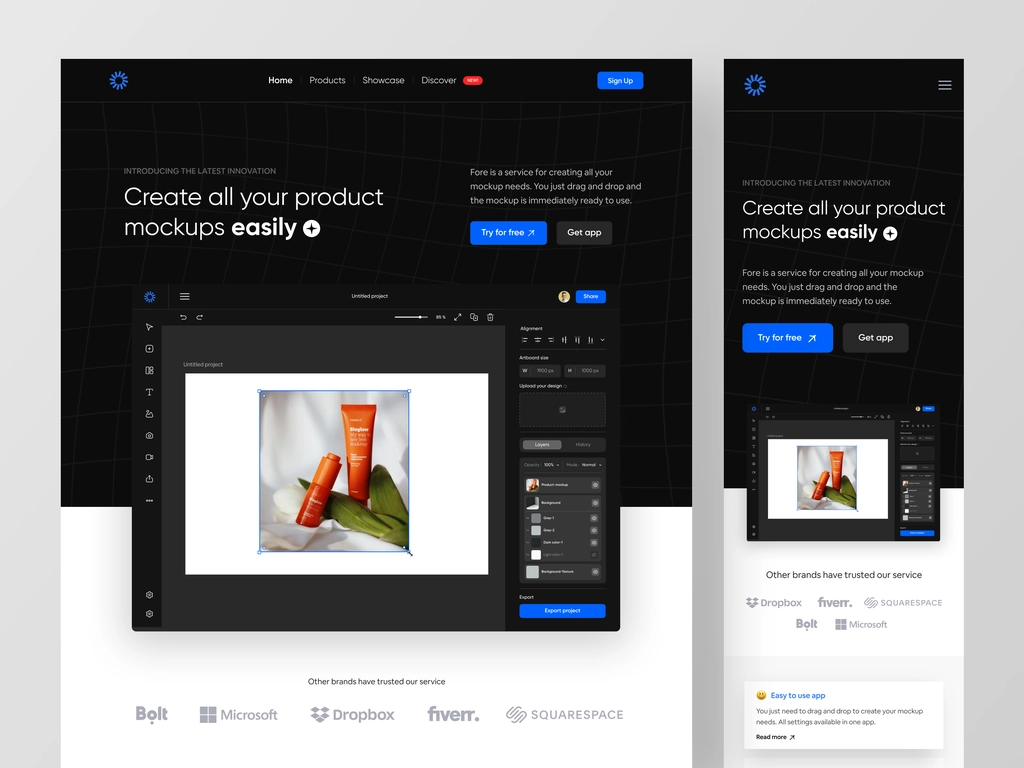 Home
Products
Showcase
Discover
NEW!
Sign Up
INTRODUCING THE LATEST INNOVATION
Create all your product
mockups easily
Fore is a service for creating all your
mockup needs. You just drag and drop and
the mockup is immediately ready to use.
Try for free
Get app
Untitled project
Share
85 %
Untitled project
Alignment
Artboard size
W 1900 px
H 1000 px
Upload your design
Layers
History
Opacity: 100%
Mode: Normal
Product mockup
Background
Gray-1
Gray-2
Dark color-1
Light color-1
Background-Texture
Export
Export project
Bioglow
Bioglow
Other brands have trusted our service
Bolt
Microsoft
Dropbox
fiverr.
SQUARESPACE
INTRODUCING THE LATEST INNOVATION
Create all your product
mockups easily
Fore is a service for creating all your mockup
needs. You just drag and drop and the
mockup is immediately ready to use.
Try for free
Get app
Other brands have trusted our service
Dropbox
fiverr.
SQUARESPACE
Bolt
Microsoft
Easy to use app
You just need to drag and drop to create your mockup
needs. All settings available in one app.
Read more